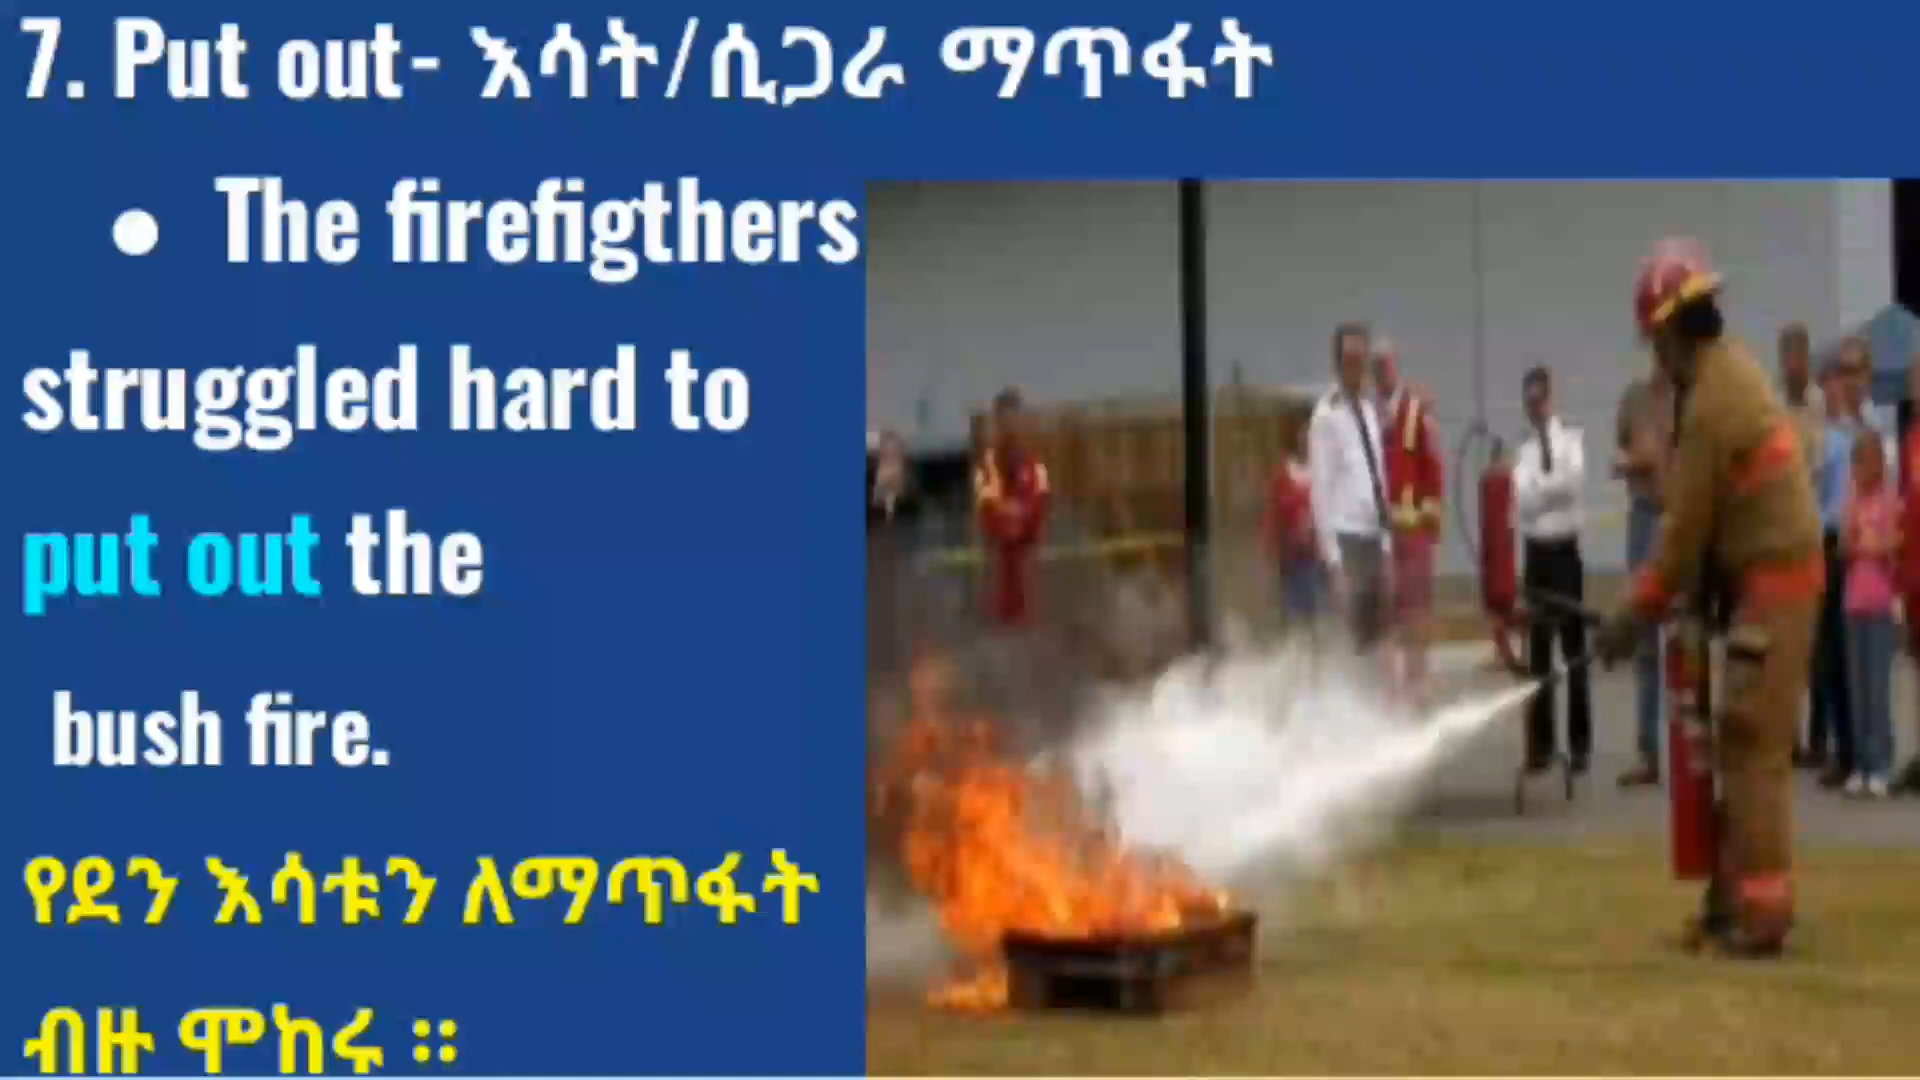 7. Put out- እሳት/ሲጋራ ማጥፋት
● The firefigthers
struggled hard to
put out the
bush fire.
የደን እሳቱን ለማጥፋት
ብዙ ሞከሩ ።